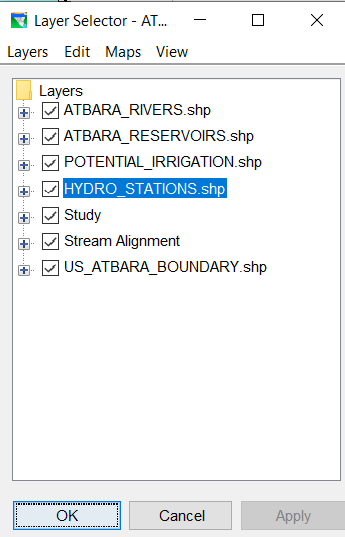 Layer Selector - AT...
Layers Edit Maps View
Layers
ATBARA_RIVERS.shp
ATBARA_RESERVOIRS.shp
POTENTIAL_IRRIGATION.shp
HYDRO_STATIONS.shp
Study
Stream Alignment
US_ATBARA_BOUNDARY.shp
OK Cancel Apply